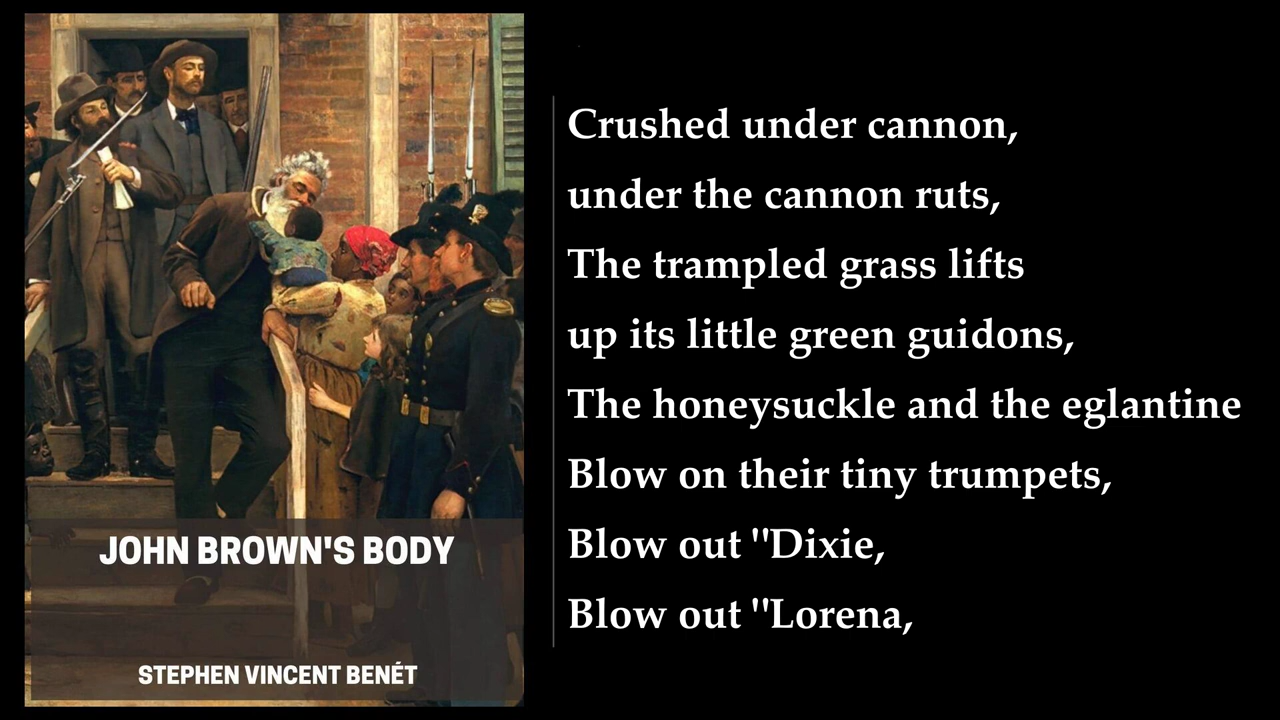 JOHN BROWN'S BODY
STEPHEN VINCENT BENÉT
Crushed under cannon,
under the cannon ruts,
The trampled grass lifts
up its little green guidons,
The honeysuckle and the eglantine
Blow on their tiny trumpets,
Blow out "Dixie,
Blow out "Lorena,